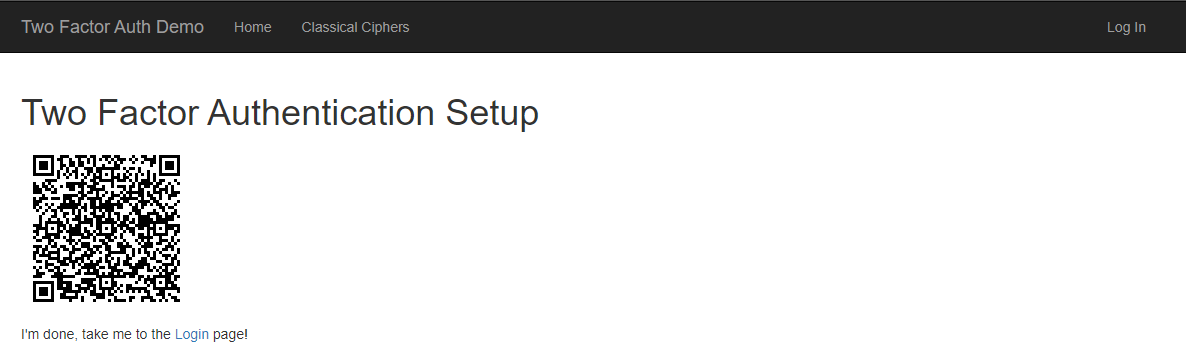 Two Factor Auth Demo Home Classical Ciphers Log In
Two Factor Authentication Setup
I'm done, take me to the Login page!